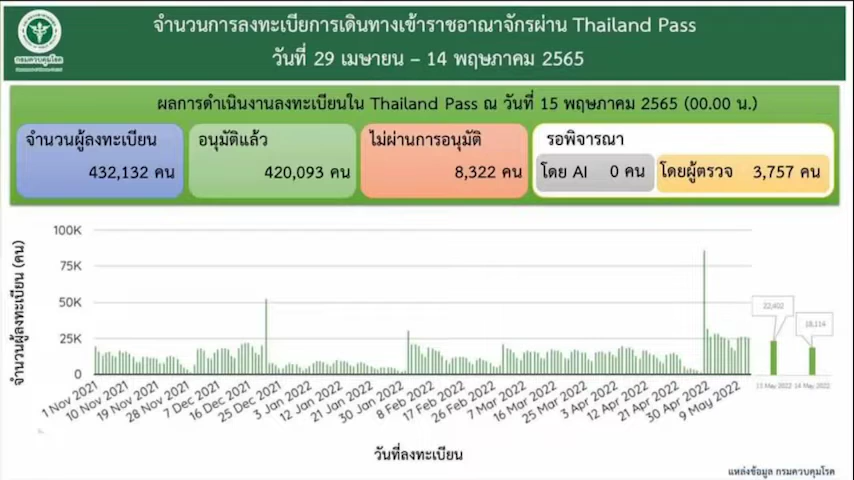 จำนวนการลงทะเบียการเดินทางเข้าราชอาณาจักรผ่าน Thailand Pass
วันที่ 29 เมษายน – 14 พฤษภาคม 2565
กรมควบคุมโรค
ผลการดำเนินงานลงทะเบียนใน Thailand Pass ณ วันที่ 15 พฤษภาคม 2565 (00.00 น.)
จำนวนผู้ลงทะเบียน
432,132 คน
อนุมัติแล้ว
420,093 คน
ไม่ผ่านการอนุมัติ
8,322 คน
รอพิจารณา
โดย AI 0 คน
โดยผู้ตรวจ 3,757 คน
จำนวนผู้ลงทะเบียน (คน)
100K
75K
50K
25K
0
22,402
18,114
1 Nov 2021
10 Nov 2021
19 Nov 2021
28 Nov 2021
7 Dec 2021
16 Dec 2021
25 Dec 2021
3 Jan 2022
12 Jan 2022
21 Jan 2022
30 Jan 2022
8 Feb 2022
17 Feb 2022
26 Feb 2022
7 Mar 2022
16 Mar 2022
25 Mar 2022
3 Apr 2022
12 Apr 2022
21 Apr 2022
30 Apr 2022
9 May 2022
13 May 2022
14 May 2022
วันที่ลงทะเบียน
แหล่งข้อมูล กรมควบคุมโรค